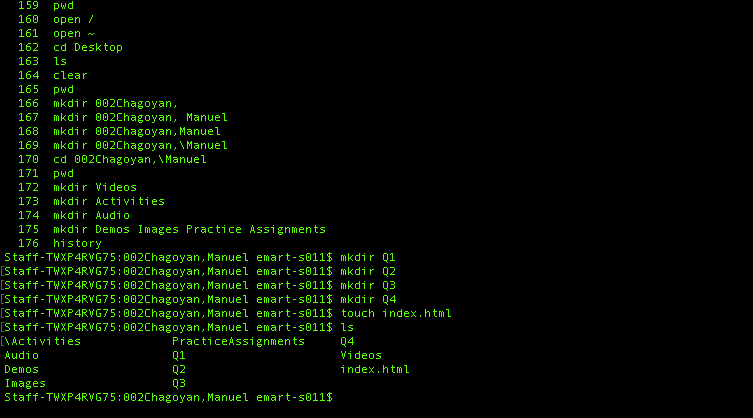 159  pwd
160  open /
161  open ~
162  cd Desktop
163  ls
164  clear
165  pwd
166  mkdir 002Chagoyan,
167  mkdir 002Chagoyan, Manuel
168  mkdir 002Chagoyan,Manuel
169  mkdir 002Chagoyan,\Manuel
170  cd 002Chagoyan,\Manuel
171  pwd
172  mkdir Videos
173  mkdir Activities
174  mkdir Audio
175  mkdir Demos Images Practice Assignments
176  history
Staff-TWXP4RVG75:002Chagoyan,Manuel emart-s011$ mkdir Q1
[Staff-TWXP4RVG75:002Chagoyan,Manuel emart-s011$ mkdir Q2
[Staff-TWXP4RVG75:002Chagoyan,Manuel emart-s011$ mkdir Q3
[Staff-TWXP4RVG75:002Chagoyan,Manuel emart-s011$ mkdir Q4
[Staff-TWXP4RVG75:002Chagoyan,Manuel emart-s011$ touch index.html
[Staff-TWXP4RVG75:002Chagoyan,Manuel emart-s011$ ls
[\Activities PracticeAssignments Q4
Audio Q1 Videos
Demos Q2 index.html
Images Q3
Staff-TWXP4RVG75:002Chagoyan,Manuel emart-s011$